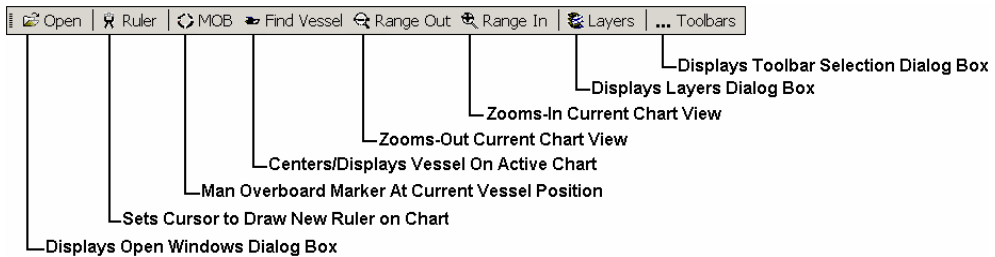 Open Ruler MOB Find Vessel Range Out Range In Layers ... Toolbars
Displays Toolbar Selection Dialog Box
Displays Layers Dialog Box
Zooms-In Current Chart View
Zooms-Out Current Chart View
Centers/Displays Vessel On Active Chart
Man Overboard Marker At Current Vessel Position
Sets Cursor to Draw New Ruler on Chart
Displays Open Windows Dialog Box